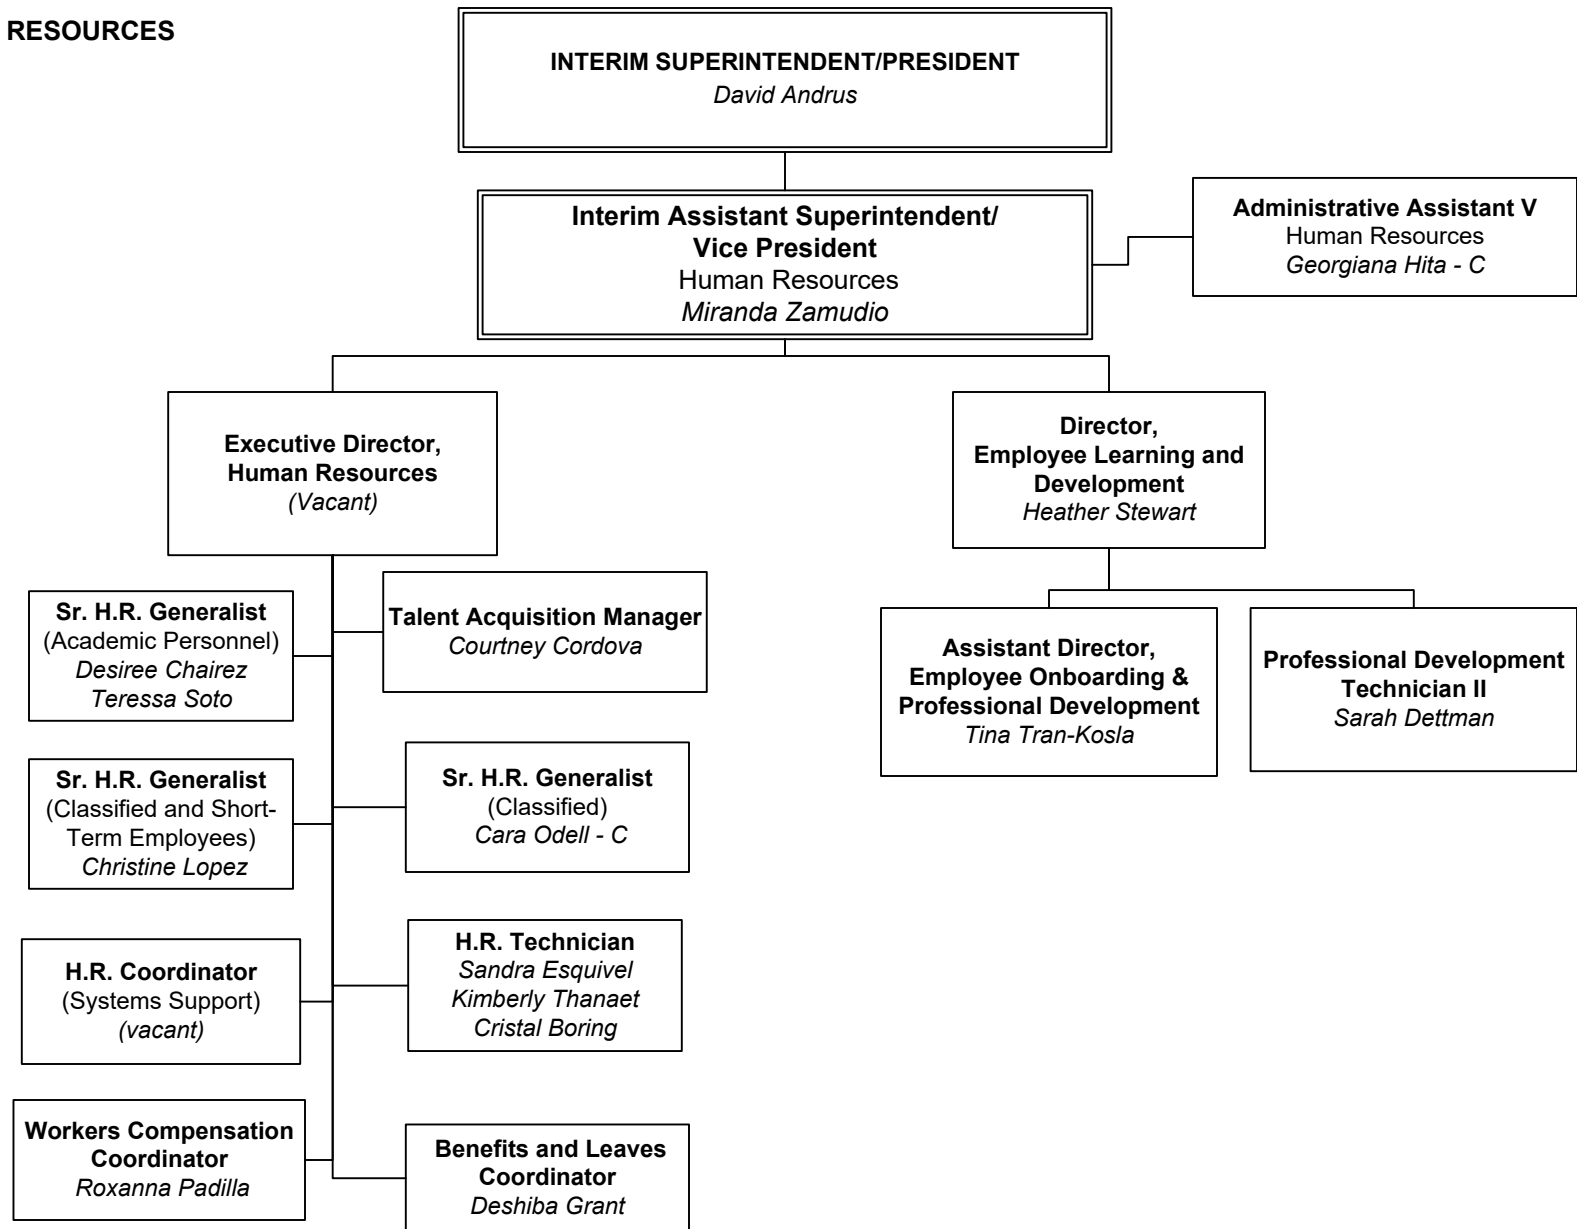 RESOURCES
INTERIM SUPERINTENDENT/PRESIDENT
David Andrus
Interim Assistant Superintendent/
Vice President
Human Resources
Miranda Zamudio
Administrative Assistant V
Human Resources
Georgiana Hita - C
Executive Director,
Human Resources
(Vacant)
Director,
Employee Learning and
Development
Heather Stewart
Sr. H.R. Generalist
(Academic Personnel)
Desiree Chairez
Teressa Soto
Talent Acquisition Manager
Courtney Cordova
Assistant Director,
Employee Onboarding &
Professional Development
Tina Tran-Kosla
Professional Development
Technician II
Sarah Dettman
Sr. H.R. Generalist
(Classified and Short-
Term Employees)
Christine Lopez
Sr. H.R. Generalist
(Classified)
Cara Odell - C
H.R. Coordinator
(Systems Support)
(vacant)
H.R. Technician
Sandra Esquivel
Kimberly Thanaet
Cristal Boring
Workers Compensation
Coordinator
Roxanna Padilla
Benefits and Leaves
Coordinator
Deshiba Grant